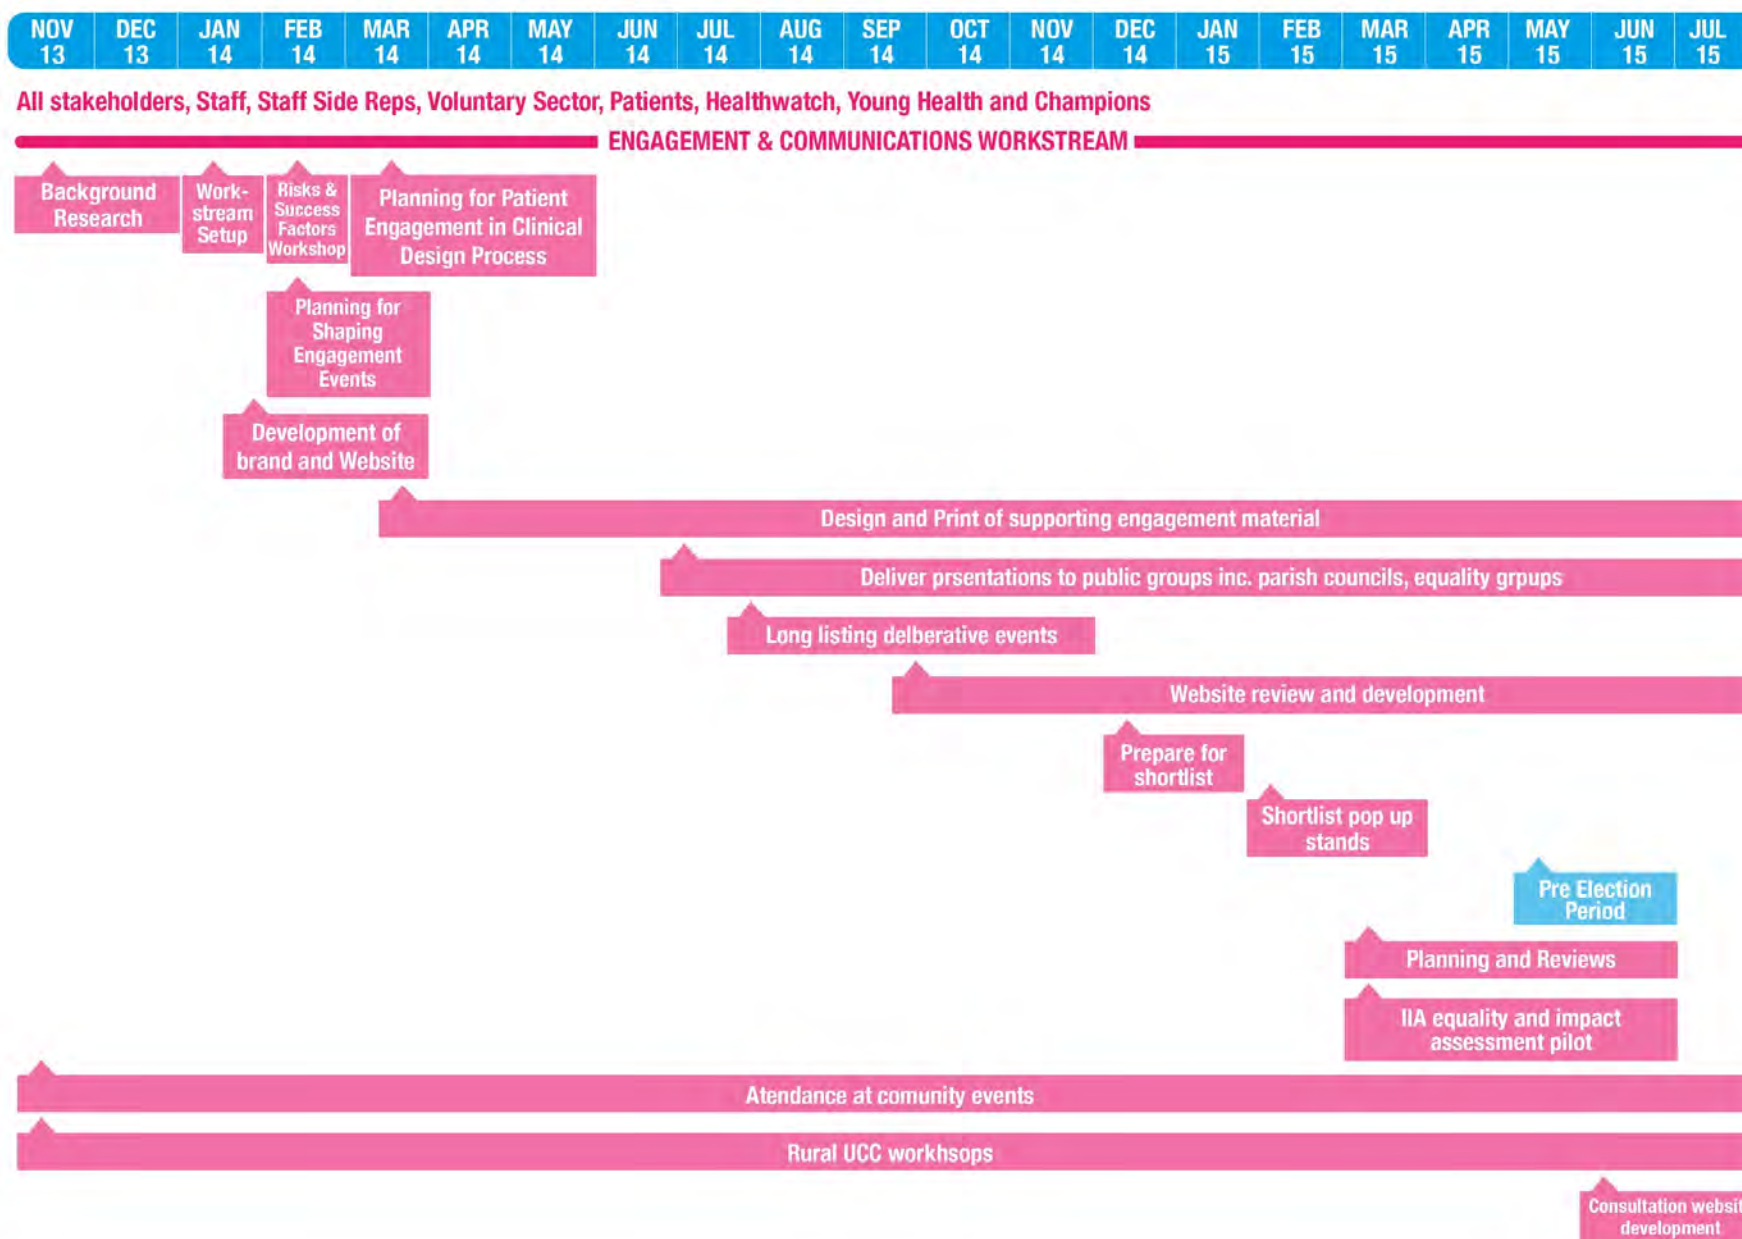 NOV DEC JAN FEB MAR APR MAY JUN JUL AUG SEP OCT NOV DEC JAN FEB MAR APR MAY JUN JUL
13 13 14 14 14 14 14 14 14 14 14 14 14 14 15 15 15 15 15 15 15
All stakeholders, Staff, Staff Side Reps, Voluntary Sector, Patients, Healthwatch, Young Health and Champions
ENGAGEMENT & COMMUNICATIONS WORKSTREAM
Background
Research
Work-
stream
Setup
Risks &
Success
Factors
Workshop
Planning for Patient
Engagement in Clinical
Design Process
Planning for
Shaping
Engagement
Events
Development of
brand and Website
Design and Print of supporting engagement material
Deliver prsentations to public groups inc. parish councils, equality grpups
Long listing delberative events
Website review and development
Prepare for
shortlist
Shortlist pop up
stands
Pre Election
Period
Planning and Reviews
IIA equality and impact
assessment pilot
Atendance at comunity events
Rural UCC workhsops
Consultation websit
development